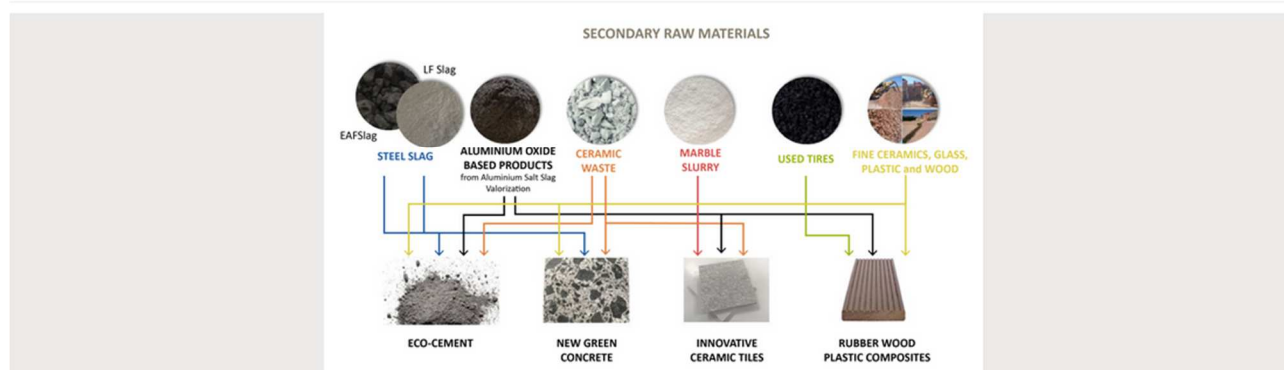 SECONDARY RAW MATERIALS
LF Slag
EAFSlag
STEEL SLAG
ALUMINIUM OXIDE
BASED PRODUCTS
from Aluminium Salt Slag
Valorization
CERAMIC
WASTE
MARBLE
SLURRY
USED TIRES
FINE CERAMICS, GLASS,
PLASTIC and WOOD
ECO-CEMENT
NEW GREEN
CONCRETE
INNOVATIVE
CERAMIC TILES
RUBBER WOOD
PLASTIC COMPOSITES